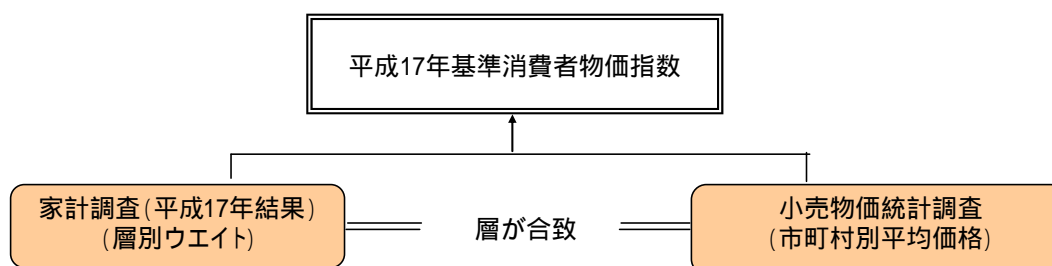 平成17年基準消費者物価指数
家計調査(平成17年結果)
(層別ウエイト)
層が合致
小売物価統計調査
(市町村別平均価格)